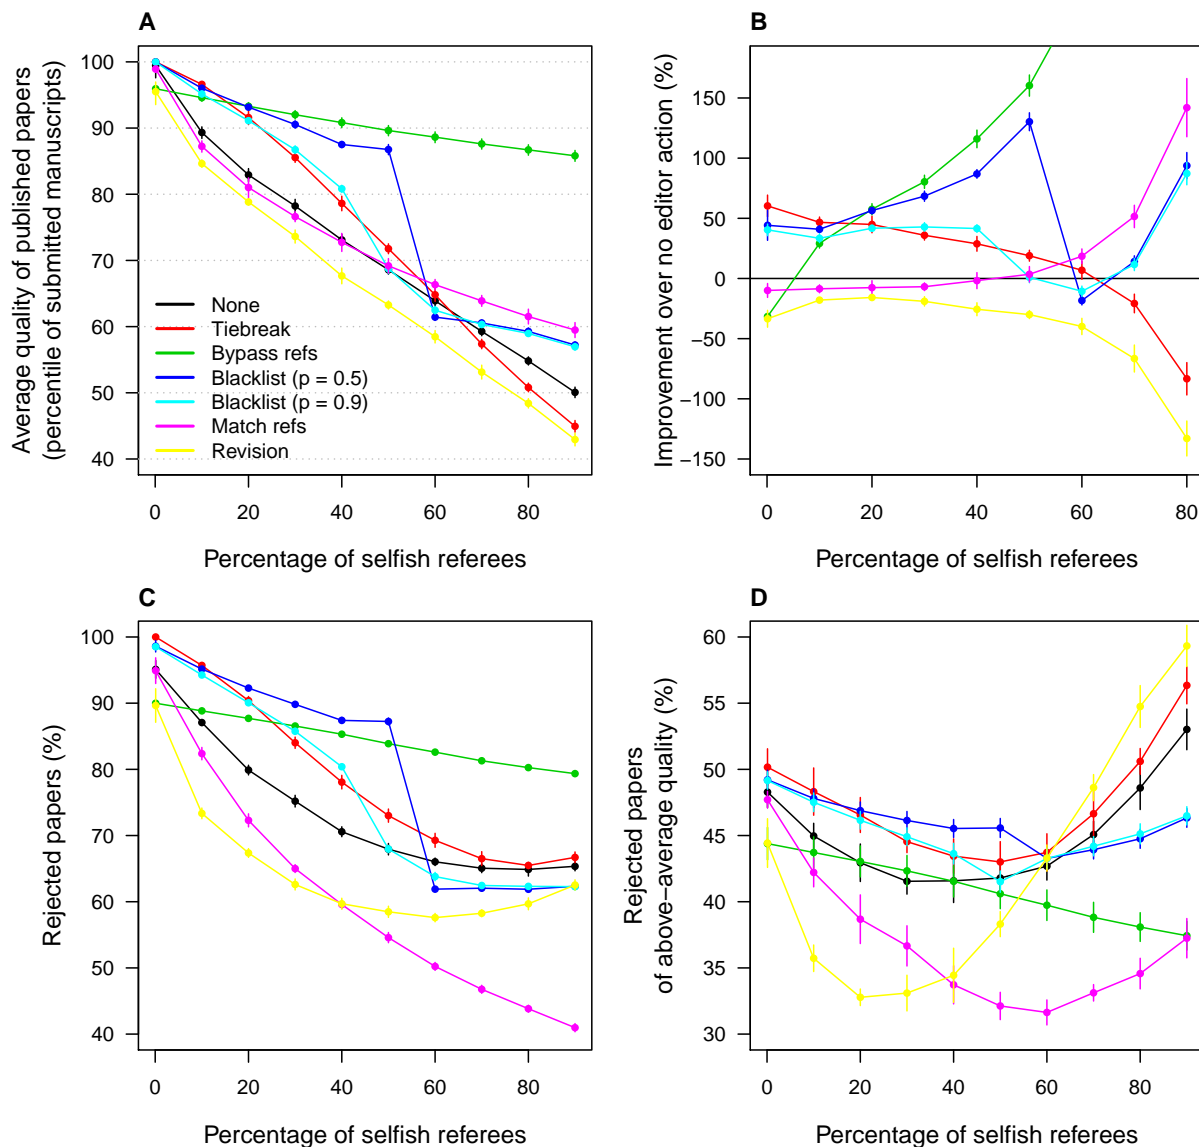 A
Average quality of published papers
(percentile of submitted manuscripts)
100
90
80
70
60
50
40
None
Tiebreak
Bypass refs
Blacklist (p = 0.5)
Blacklist (p = 0.9)
Match refs
Revision
0 20 40 60 80
Percentage of selfish referees
B
Improvement over no editor action (%)
150
100
50
0
−50
−100
−150
0 20 40 60 80
Percentage of selfish referees
C
Rejected papers (%)
100
90
80
70
60
50
40
0 20 40 60 80
Percentage of selfish referees
D
Rejected papers
of above−average quality (%)
60
55
50
45
40
35
30
0 20 40 60 80
Percentage of selfish referees